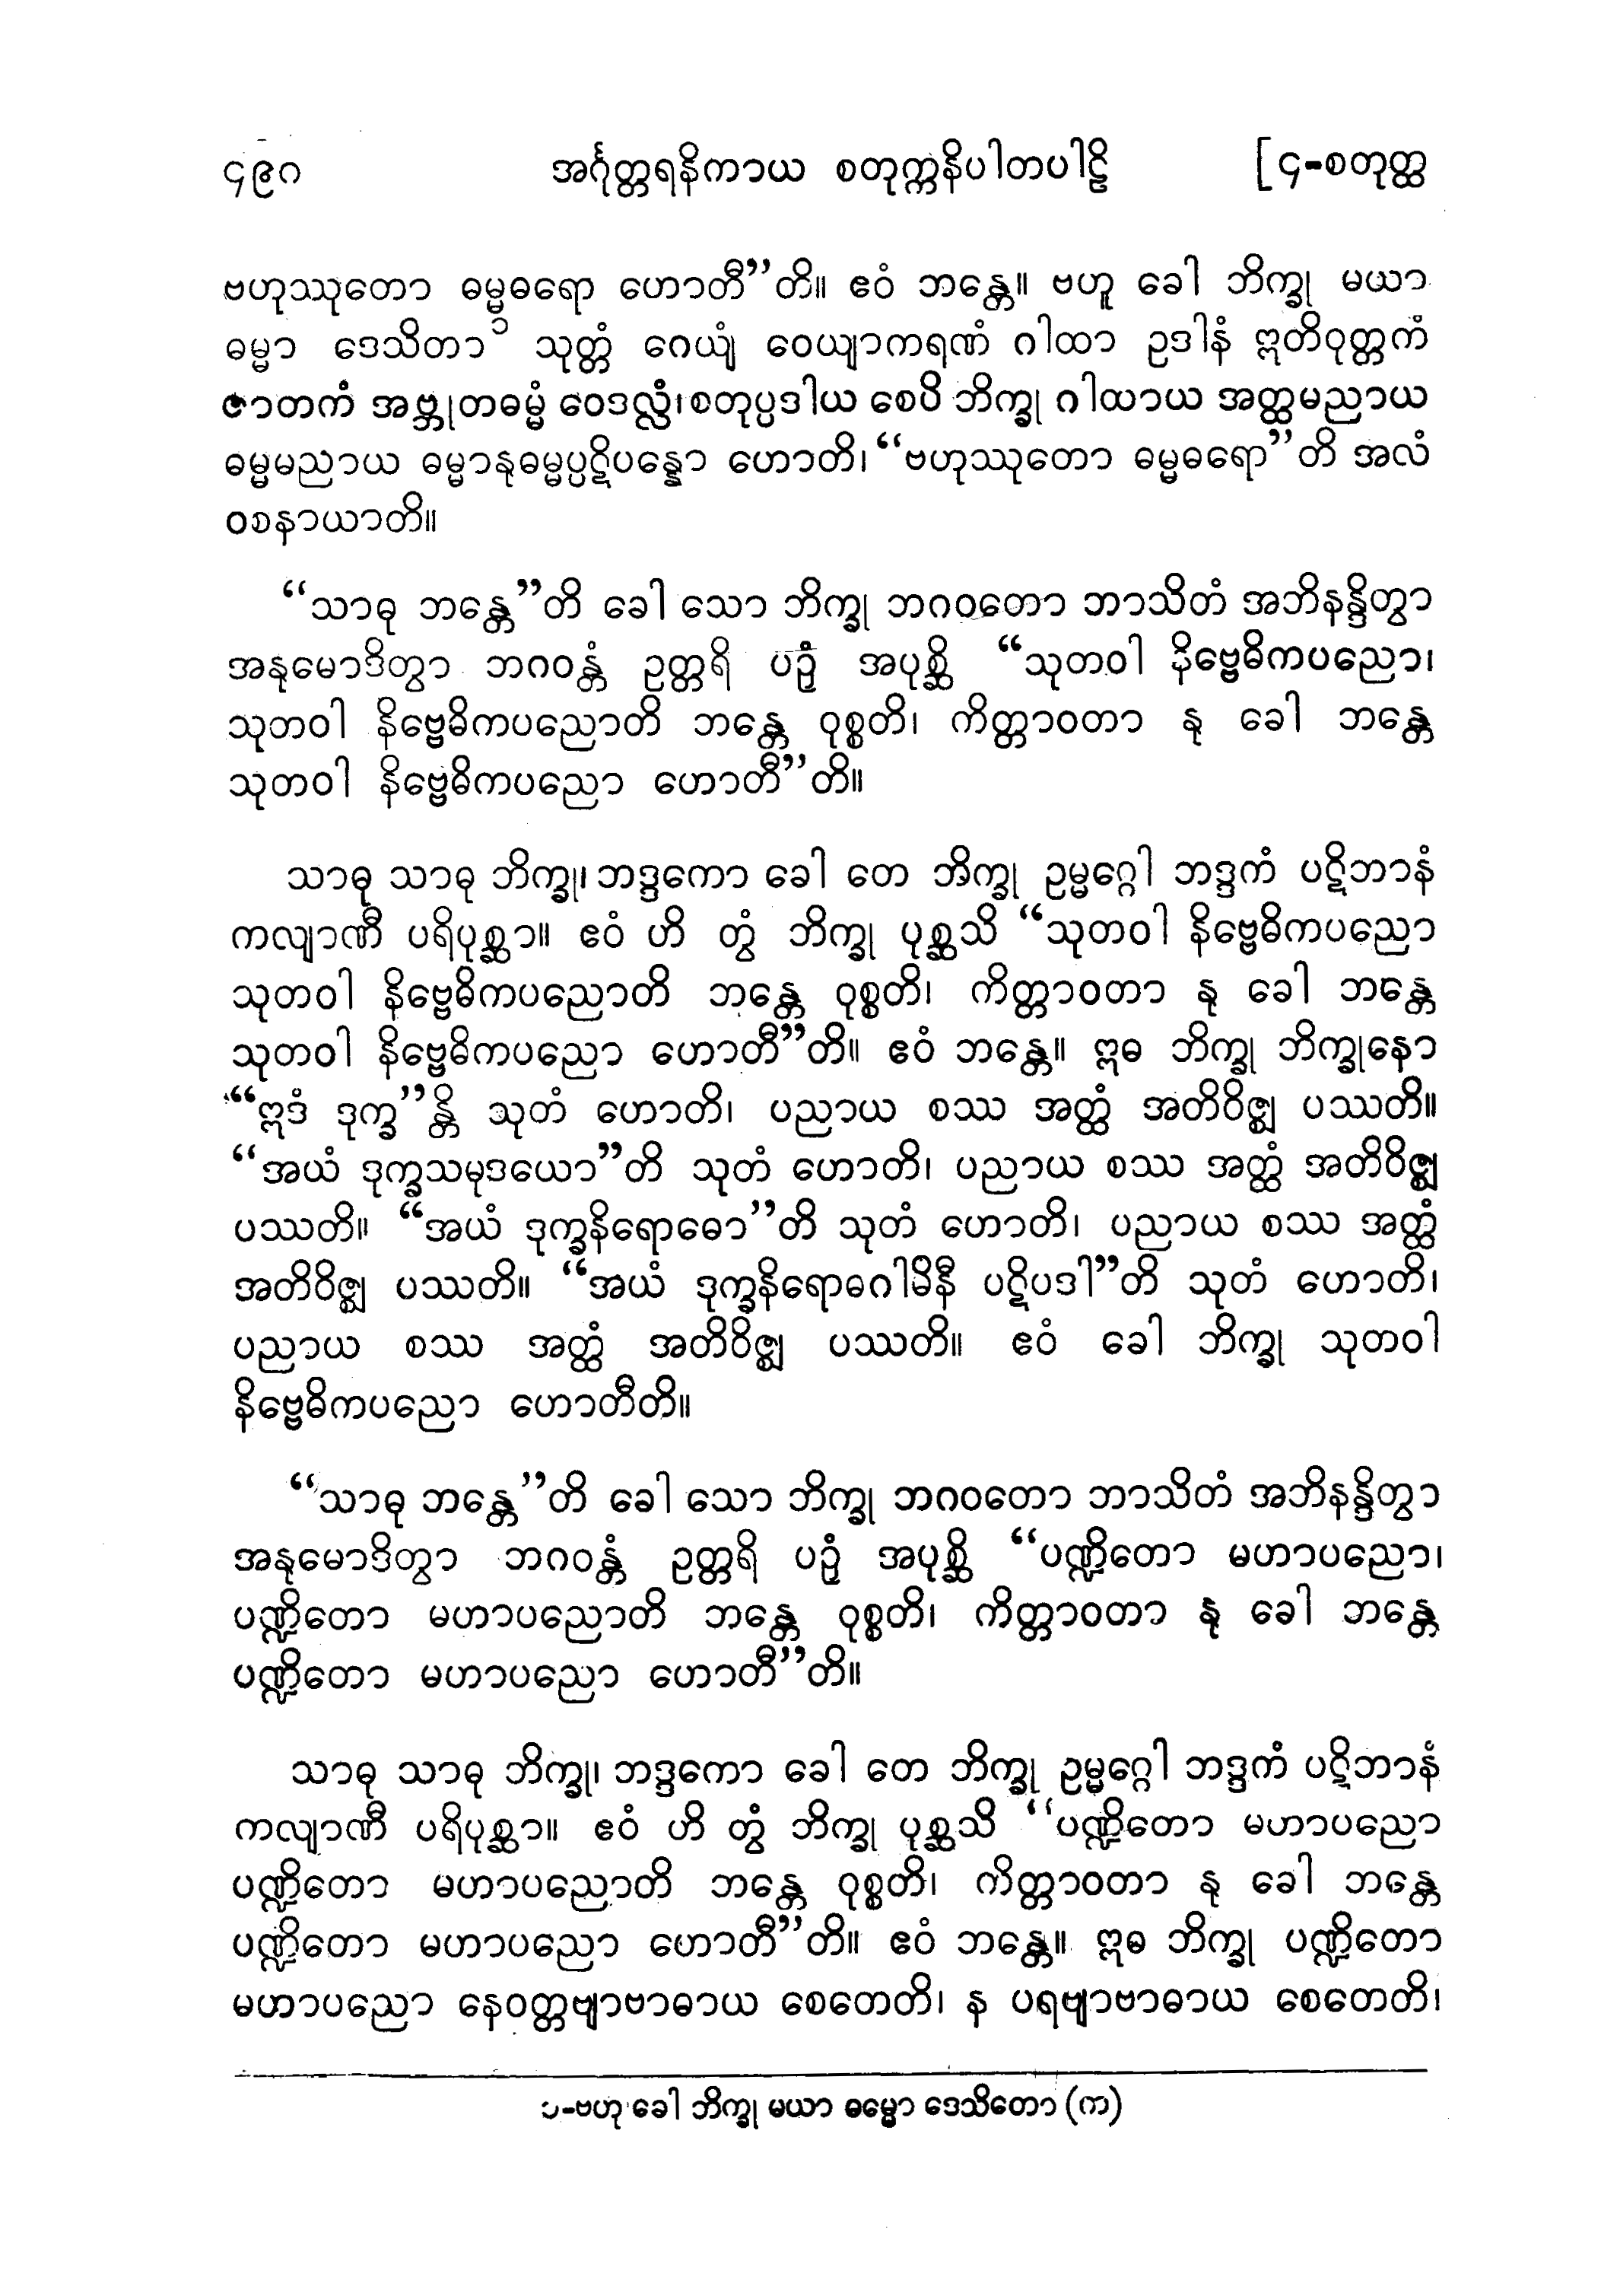 ၄၉၈ အင်္ဂုတ္တရနိကာယ စတုက္ကနိပါတပါဠိ [၄-စတုတ္ထ
ဗဟုဿုတော ဓမ္မဓရော ဟောတီ”တိ။ ဧဝံ ဘန္တေ။ ဗဟူ ခေါ ဘိက္ခု မယာ
ဓမ္မာ ဒေသိတာ ၁ သုတ္တံ ဂေယျံ ဝေယျာကရဏံ ဂါထာ ဥဒါနံ ဣတိဝုတ္တကံ
ဇာတကံ အဗ္ဘုတဓမ္မံ ဝေဒလ္လံ၊ စတုပ္ပဒါယ စေပိ ဘိက္ခု ဂါထာယ အတ္ထမညာယ
ဓမ္မမညာယ ဓမ္မာနုဓမ္မပ္ပဋိပန္နော ဟောတိ၊ “ဗဟုဿုတော ဓမ္မဓရော”တိ အလံ
ဝစနာယာတိ။
“သာဓု ဘန္တေ”တိ ခေါ သော ဘိက္ခု ဘဂဝတော ဘာသိတံ အဘိနန္ဒိတွာ
အနုမောဒိတွာ ဘဂဝန္တံ ဥတ္တရိ ပဉှံ အပုစ္ဆိ “သုတဝါ နိဗ္ဗေဓိကပညော၊
သုတဝါ နိဗ္ဗေဓိကပညောတိ ဘန္တေ ဝုစ္စတိ၊ ကိတ္တာဝတာ နု ခေါ ဘန္တေ
သုတဝါ နိဗ္ဗေဓိကပညော ဟောတီ”တိ။
သာဓု သာဓု ဘိက္ခု၊ ဘဒ္ဒကော ခေါ တေ ဘိက္ခု ဥမ္မဂ္ဂေါ ဘဒ္ဒကံ ပဋိဘာနံ
ကလျာဏီ ပရိပုစ္ဆာ။ ဧဝံ ဟိ တွံ ဘိက္ခု ပုစ္ဆသိ “သုတဝါ နိဗ္ဗေဓိကပညော
သုတဝါ နိဗ္ဗေဓိကပညောတိ ဘန္တေ ဝုစ္စတိ၊ ကိတ္တာဝတာ နု ခေါ ဘန္တေ
သုတဝါ နိဗ္ဗေဓိကပညော ဟောတီ”တိ။ ဧဝံ ဘန္တေ။ ဣဓ ဘိက္ခု ဘိက္ခုနော
“ဣဒံ ဒုက္ခ”န္တိ သုတံ ဟောတိ၊ ပညာယ စဿ အတ္ထံ အတိဝိဇ္ဈ ပဿတိ။
“အယံ ဒုက္ခသမုဒယော”တိ သုတံ ဟောတိ၊ ပညာယ စဿ အတ္ထံ အတိဝိဇ္ဈ
ပဿတိ။ “အယံ ဒုက္ခနိရောဓော”တိ သုတံ ဟောတိ၊ ပညာယ စဿ အတ္ထံ
အတိဝိဇ္ဈ ပဿတိ။ “အယံ ဒုက္ခနိရောဓဂါမိနီ ပဋိပဒါ”တိ သုတံ ဟောတိ၊
ပညာယ စဿ အတ္ထံ အတိဝိဇ္ဈ ပဿတိ။ ဧဝံ ခေါ ဘိက္ခု သုတဝါ
နိဗ္ဗေဓိကပညော ဟောတီတိ။
“သာဓု ဘန္တေ”တိ ခေါ သော ဘိက္ခု ဘဂဝတော ဘာသိတံ အဘိနန္ဒိတွာ
အနုမောဒိတွာ ဘဂဝန္တံ ဥတ္တရိ ပဉှံ အပုစ္ဆိ “ပဏ္ဍိတော မဟာပညော၊
ပဏ္ဍိတော မဟာပညောတိ ဘန္တေ ဝုစ္စတိ၊ ကိတ္တာဝတာ နု ခေါ ဘန္တေ
ပဏ္ဍိတော မဟာပညော ဟောတီ”တိ။
သာဓု သာဓု ဘိက္ခု၊ ဘဒ္ဒကော ခေါ တေ ဘိက္ခု ဥမ္မဂ္ဂေါ ဘဒ္ဒကံ ပဋိဘာနံ
ကလျာဏီ ပရိပုစ္ဆာ။ ဧဝံ ဟိ တွံ ဘိက္ခု ပုစ္ဆသိ “ပဏ္ဍိတော မဟာပညော
ပဏ္ဍိတော မဟာပညောတိ ဘန္တေ ဝုစ္စတိ၊ ကိတ္တာဝတာ နု ခေါ ဘန္တေ
ပဏ္ဍိတော မဟာပညော ဟောတီ”တိ။ ဧဝံ ဘန္တေ။ ဣဓ ဘိက္ခု ပဏ္ဍိတော
မဟာပညော နေဝတ္တဗျာဗာဓာယ စေတေတိ၊ န ပရဗျာဗာဓာယ စေတေတိ၊
၁-ဗဟု ခေါ ဘိက္ခု မယာ ဓမ္မော ဒေသိတော (က)